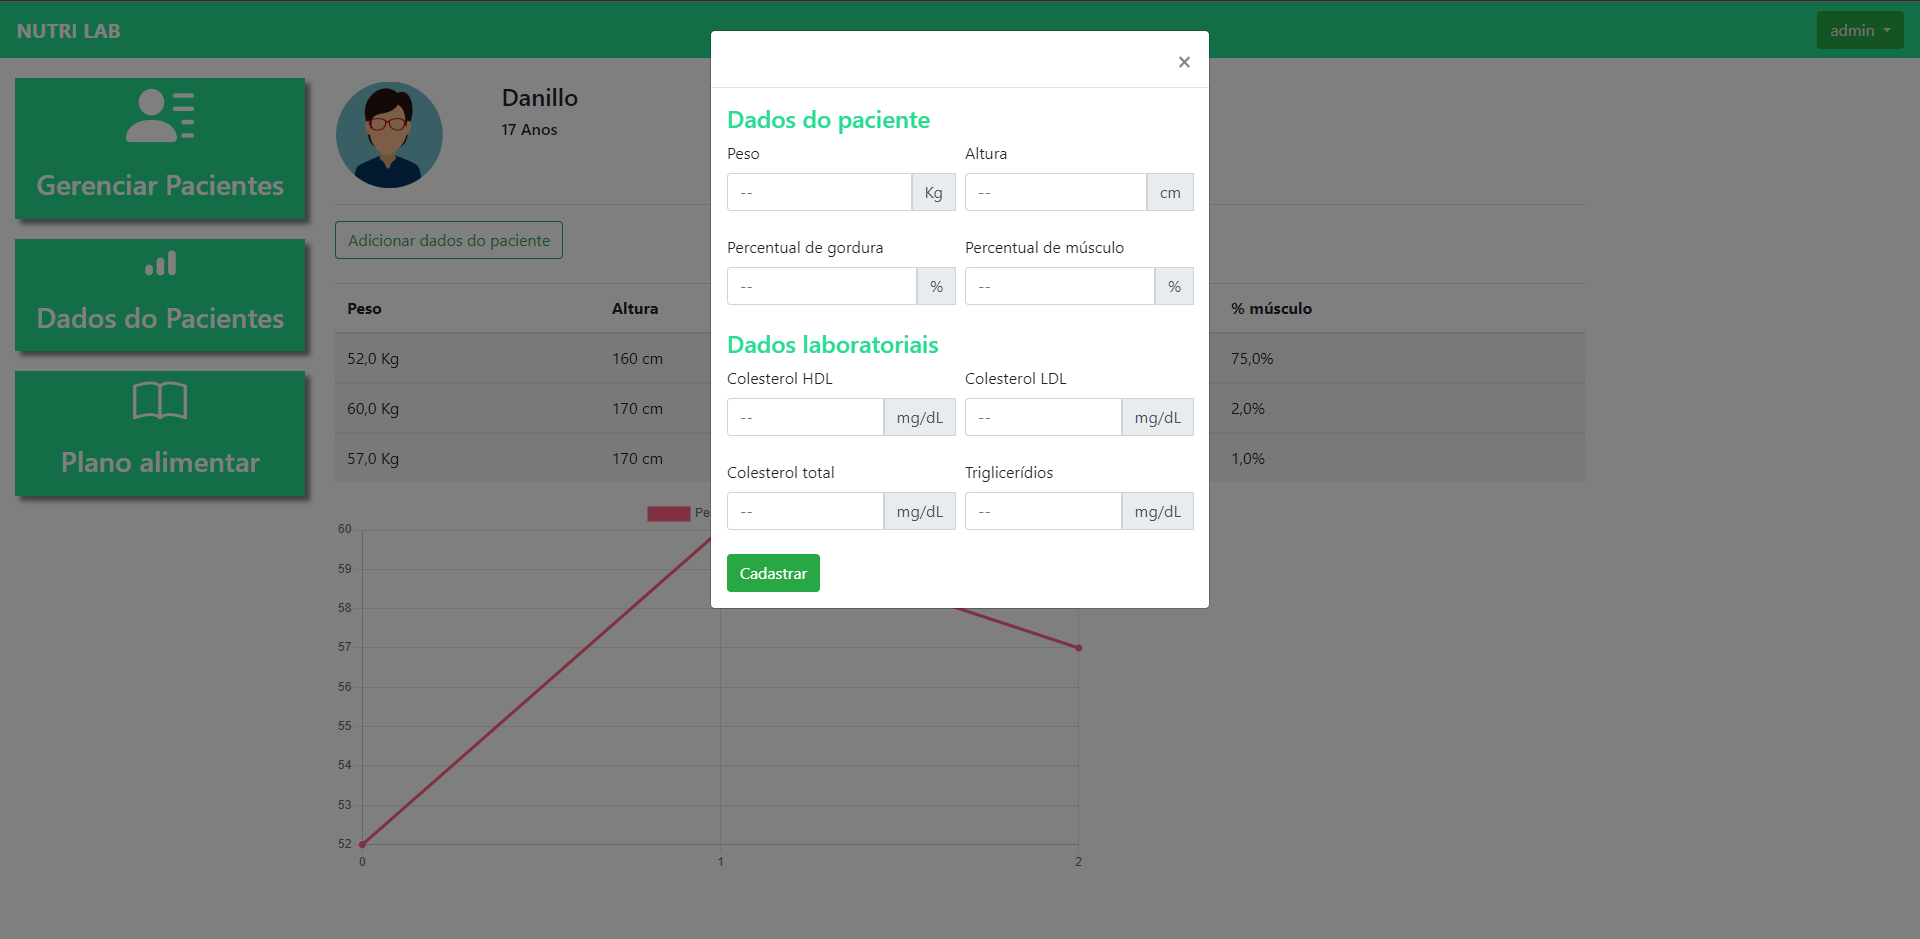 NUTRI LAB
admin
Gerenciar Pacientes
Dados do Pacientes
Plano alimentar
Danillo
17 Anos
Adicionar dados do paciente
Peso Altura % músculo
52,0 Kg 160 cm 75,0%
60,0 Kg 170 cm 2,0%
57,0 Kg 170 cm 1,0%
60
59
58
57
56
55
54
53
52
0 1 2
×
Dados do paciente
Peso Altura
-- Kg -- cm
Percentual de gordura Percentual de músculo
-- % -- %
Dados laboratoriais
Colesterol HDL Colesterol LDL
-- mg/dL -- mg/dL
Colesterol total Triglicerídios
-- mg/dL -- mg/dL
Cadastrar